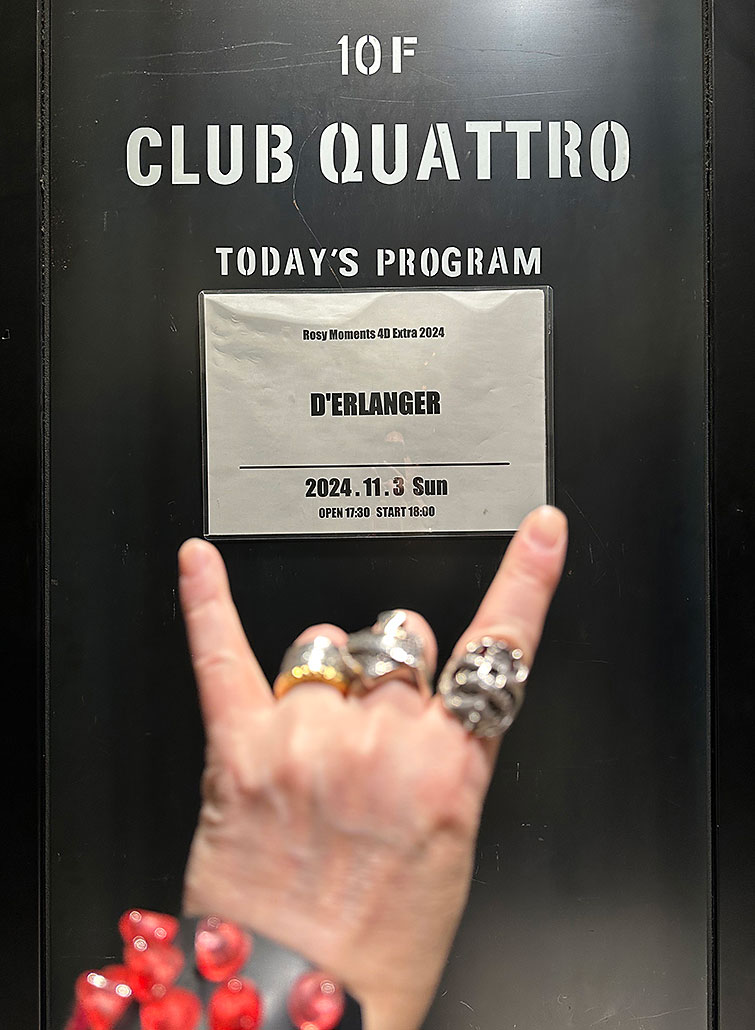 10F
CLUB QUATTRO
TODAY'S PROGRAM
Rosy Moments 4D Extra 2024
D'ERLANGER
2024.11.3 Sun
OPEN 17:30 START 18:00